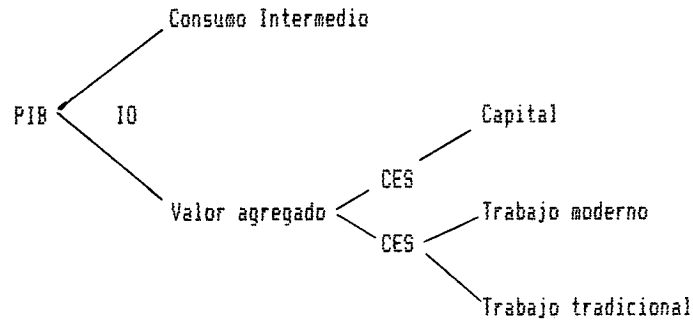 Consumo Intermedio
PIB IO
Capital
CES
Valor agregado
Trabajo moderno
CES
Trabajo tradicional